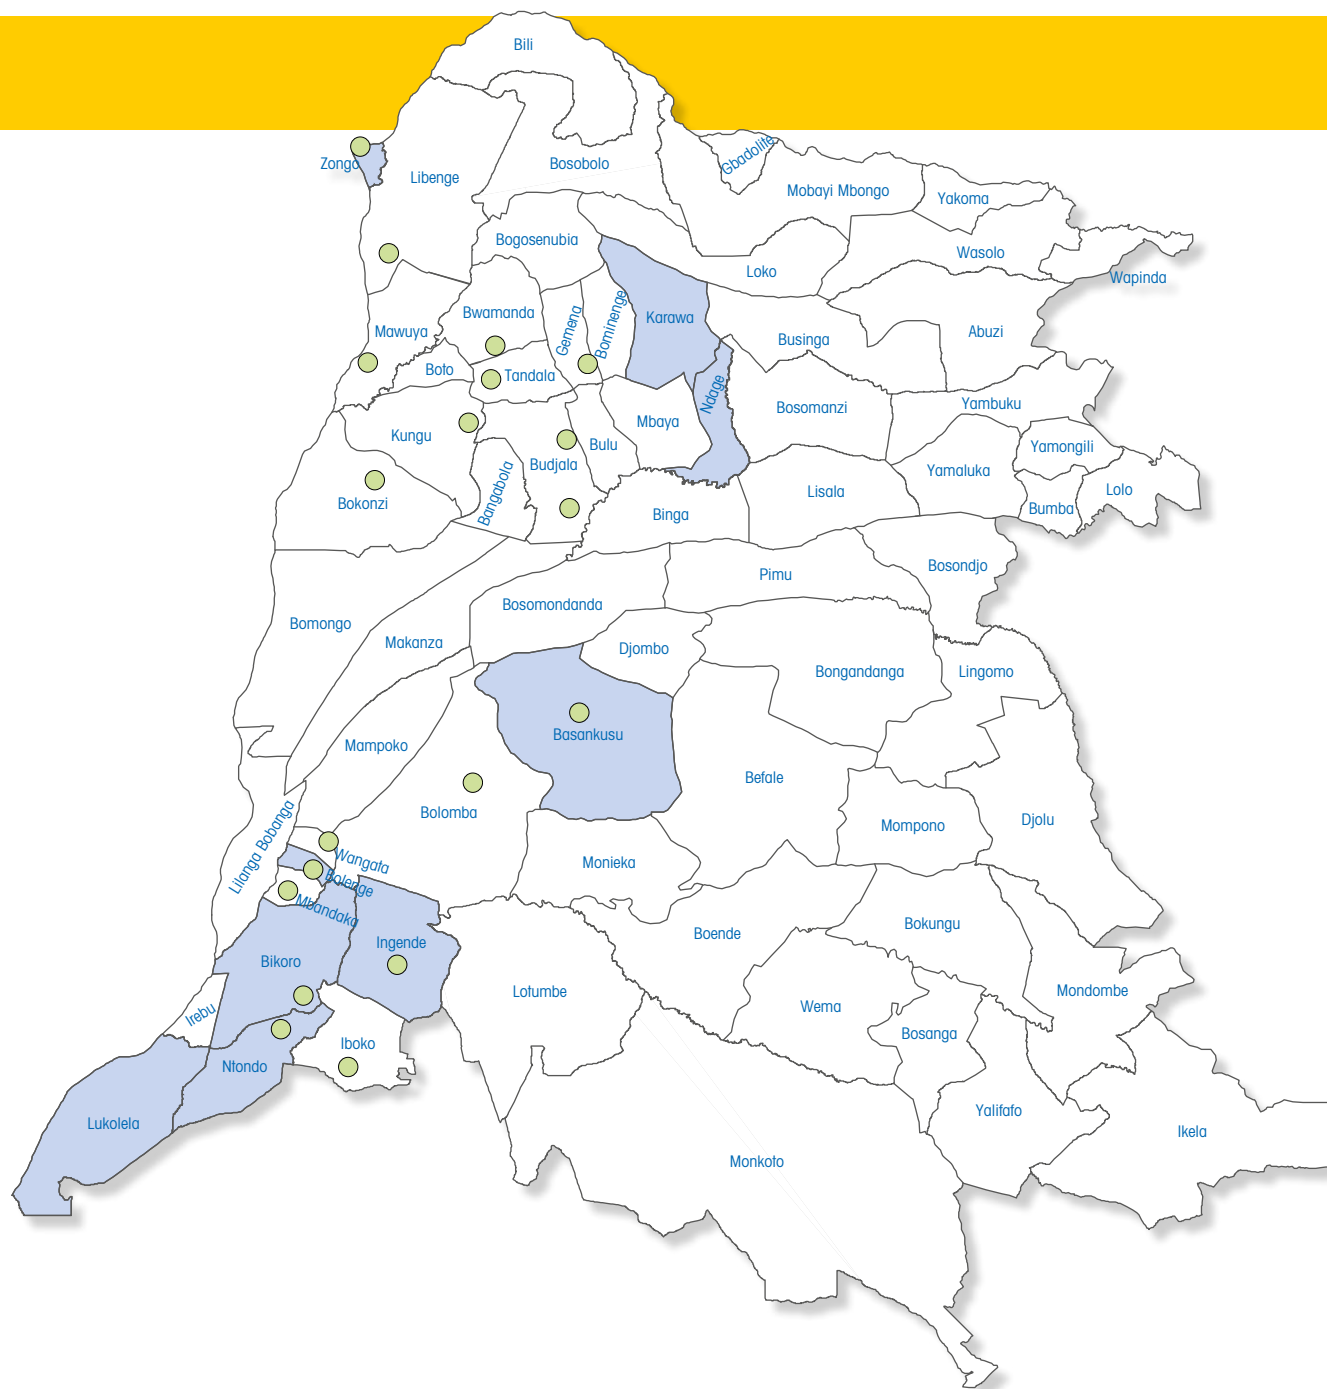 Bili
Gbadolite
Zongo
Libenge
Bosobolo
Mobayi Mbongo
Yakoma
Bogosenubia
Wasolo
Loko
Wapinda
Bwamanda
Gemena
Bominenge
Karawa
Mawuya
Businga
Abuzi
Boto
Tandala
Ndage
Bosomanzi
Yambuku
Kungu
Mbaya
Bulu
Yamongili
Budjala
Yamaluka
Bangabola
Lisala
Lolo
Bokonzi
Binga
Bumba
Bosondjo
Pimu
Bosomondanda
Bomongo
Makanza
Djombo
Bongandanga
Lingomo
Basankusu
Mampoko
Befale
Bolomba
Mompono
Djolu
Lilanga Bobanga
Wangata
Monieka
Bolenge
Mbandaka
Bokungu
Boende
Ingende
Bikoro
Lotumbe
Mondombe
Wema
Irebu
Bosanga
Iboko
Ntondo
Yalifafo
Lukolela
Ikela
Monkoto